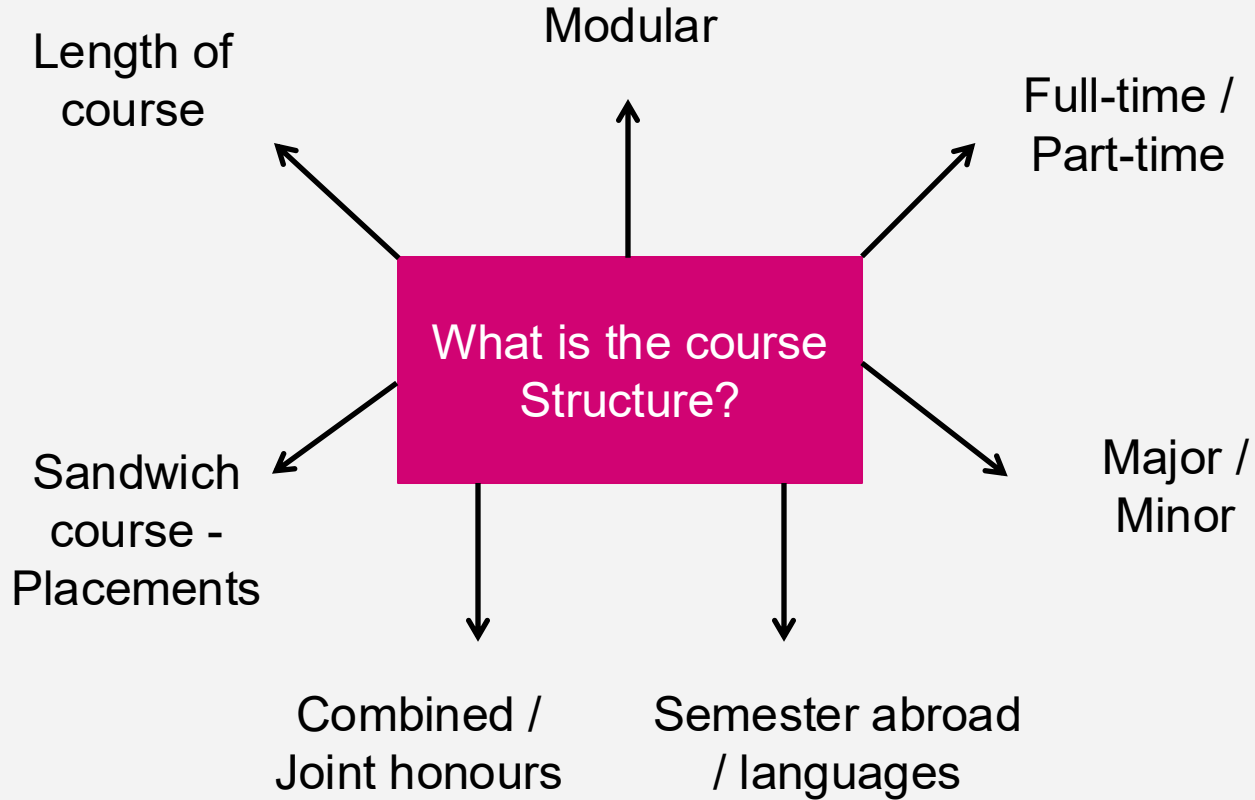 Modular
Length of
course
Full-time /
Part-time
What is the course
Structure?
Sandwich
course -
Placements
Major /
Minor
Combined /
Joint honours
Semester abroad
/ languages